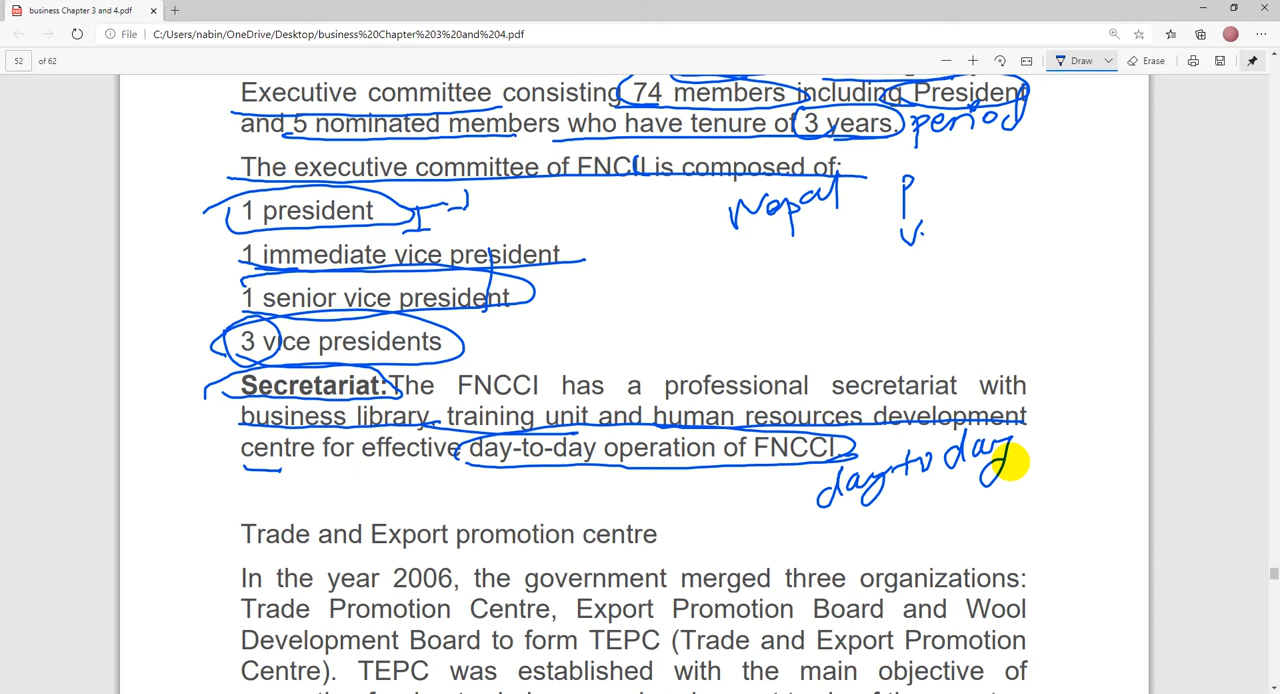 business Chapter 3 and 4.pdf
File C:/Users/nabin/OneDrive/Desktop/business%20Chapter%203%20and%204.pdf
52 of 62
Draw
Erase
Executive committee consisting 74 members including President
and 5 nominated members who have tenure of 3 years. period
The executive committee of FNCIL is composed of:
Nepal
P
V.
1 president
1 immediate vice president
1 senior vice president
3 vice presidents
Secretariat:The FNCCI has a professional secretariat with
business library, training unit and human resources development
centre for effective day-to-day operation of FNCCI.
day to day
Trade and Export promotion centre
In the year 2006, the government merged three organizations:
Trade Promotion Centre, Export Promotion Board and Wool
Development Board to form TEPC (Trade and Export Promotion
Centre). TEPC was established with the main objective of